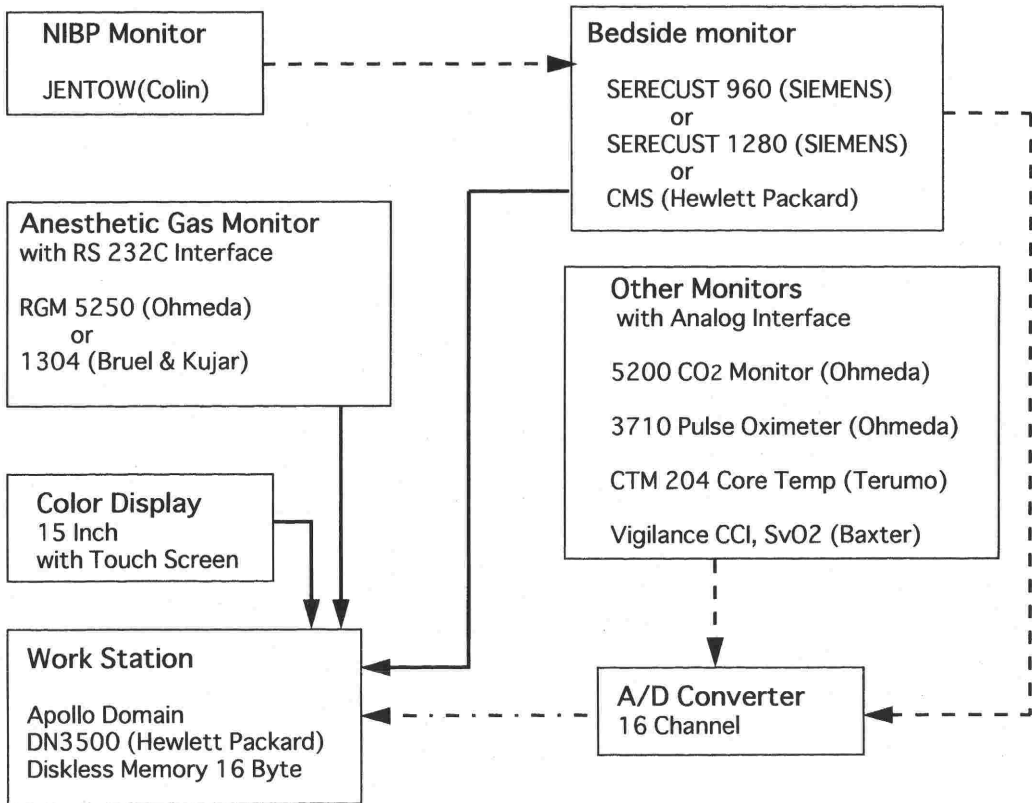 NIBP Monitor
JENTOW(Colin)
Bedside monitor
SERECUST 960 (SIEMENS)
or
SERECUST 1280 (SIEMENS)
or
CMS (Hewlett Packard)
Anesthetic Gas Monitor
with RS 232C Interface
RGM 5250 (Ohmeda)
or
1304 (Bruel & Kujar)
Other Monitors
with Analog Interface
5200 CO2 Monitor (Ohmeda)
3710 Pulse Oximeter (Ohmeda)
CTM 204 Core Temp (Terumo)
Vigilance CCI, SvO2 (Baxter)
Color Display
15 Inch
with Touch Screen
Work Station
Apollo Domain
DN3500 (Hewlett Packard)
Diskless Memory 16 Byte
A/D Converter
16 Channel